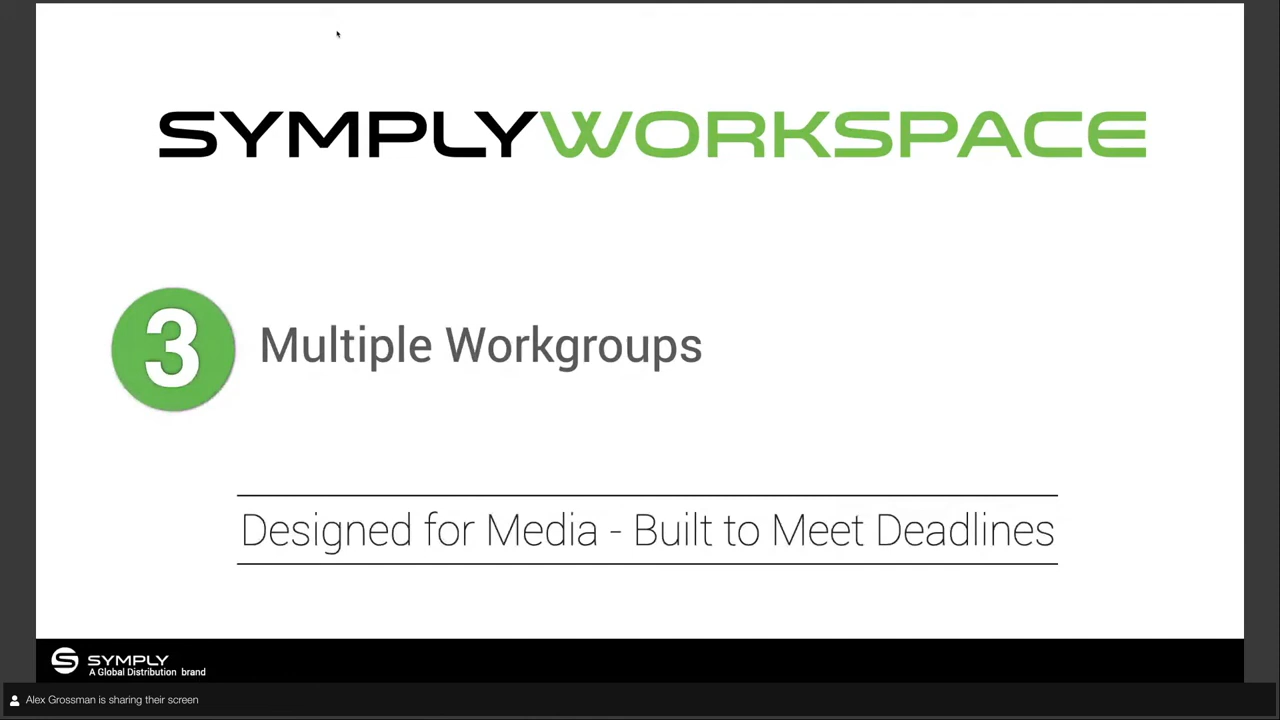 SYMPLYWORKSPACE
3 Multiple Workgroups
Designed for Media - Built to Meet Deadlines
S SYMPLY
A Global Distribution brand
Alex Grossman is sharing their screen